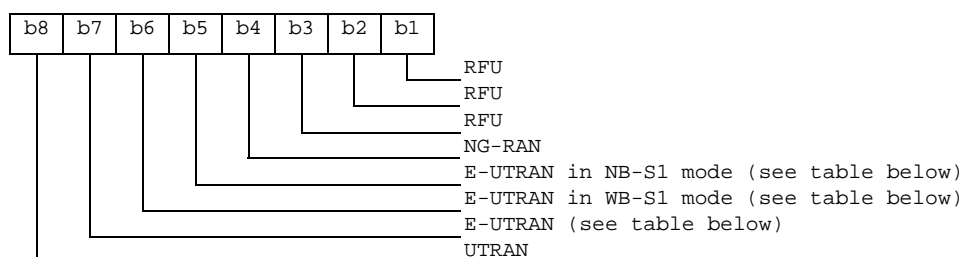 b8 b7 b6 b5 b4 b3 b2 b1
RFU
RFU
RFU
NG-RAN
E-UTRAN in NB-S1 mode (see table below)
E-UTRAN in WB-S1 mode (see table below)
E-UTRAN (see table below)
UTRAN